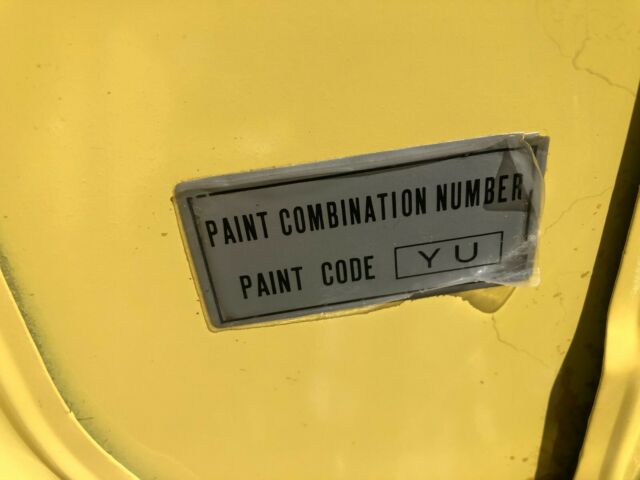 PAINT COMBINATION NUMBER
PAINT CODE YU